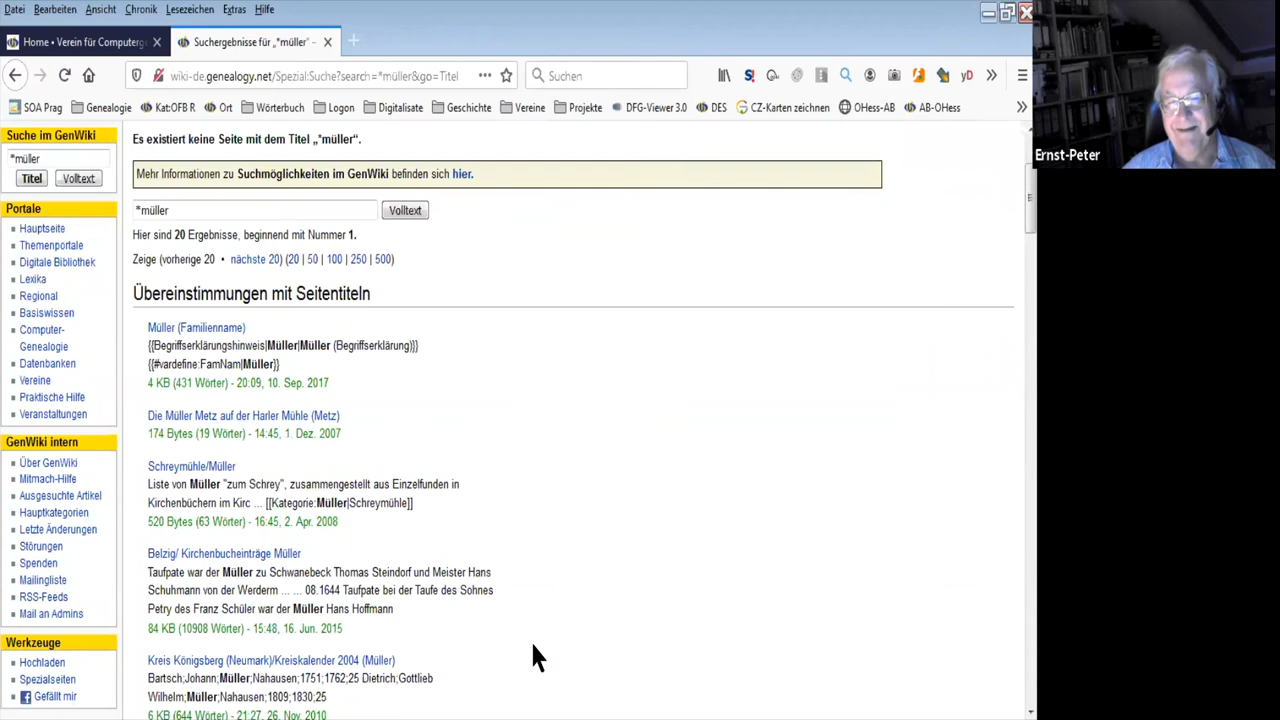 Datei Bearbeiten Ansicht Chronik Lesezeichen Extras Hilfe
Home • Verein für Computerge
Suchergebnisse für „*müller" –
wiki-de.genealogy.net/Spezial:Suche?search=*müller&go=Titel
Suchen
SOA Prag Genealogie Kat:OFB R Ort Wörterbuch Logon Digitalisate Geschichte Vereine Projekte DFG-Viewer 3.0 DES CZ-Karten zeichnen OHess-AB AB-OHess
Ernst-Peter
Suche im GenWiki
*müller
Titel Volltext
Portale
Hauptseite
Themenportale
Digitale Bibliothek
Lexika
Regional
Basiswissen
Computer-
Genealogie
Datenbanken
Vereine
Praktische Hilfe
Veranstaltungen
GenWiki intern
Über GenWiki
Mitmach-Hilfe
Ausgesuchte Artikel
Hauptkategorien
Letzte Änderungen
Störungen
Spenden
Mailingliste
RSS-Feeds
Mail an Admins
Werkzeuge
Hochladen
Spezialseiten
Gefällt mir
Es existiert keine Seite mit dem Titel „*müller“.
Mehr Informationen zu Suchmöglichkeiten im GenWiki befinden sich hier.
*müller Volltext
Hier sind 20 Ergebnisse, beginnend mit Nummer 1.
Zeige (vorherige 20 • nächste 20) (20 | 50 | 100 | 250 | 500)
Übereinstimmungen mit Seitentiteln
Müller (Familienname)
{{Begriffserklärungshinweis|Müller|Müller (Begriffserklärung)}}
{{#vardefine:FamNam|Müller}}
4 KB (431 Wörter) - 20:09, 10. Sep. 2017
Die Müller Metz auf der Harler Mühle (Metz)
174 Bytes (19 Wörter) - 14:45, 1. Dez. 2007
Schreymühle/Müller
Liste von Müller "zum Schrey", zusammengestellt aus Einzelfunden in
Kirchenbüchern im Kirc ... [[Kategorie:Müller|Schreymühle]]
520 Bytes (63 Wörter) - 16:45, 2. Apr. 2008
Belzig/ Kirchenbucheinträge Müller
Taufpate war der Müller zu Schwanebeck Thomas Steindorf und Meister Hans
Schuhmann von der Werderm ... ... 08.1644 Taufpate bei der Taufe des Sohnes
Petry des Franz Schüler war der Müller Hans Hoffmann
84 KB (10908 Wörter) - 15:48, 16. Jun. 2015
Kreis Königsberg (Neumark)/Kreiskalender 2004 (Müller)
Bartsch;Johann;Müller;Nahausen;1751;1762;25 Dietrich;Gottlieb
Wilhelm;Müller;Nahausen;1809;1830;25
6 KB (644 Wörter) - 21:27, 26. Nov. 2010